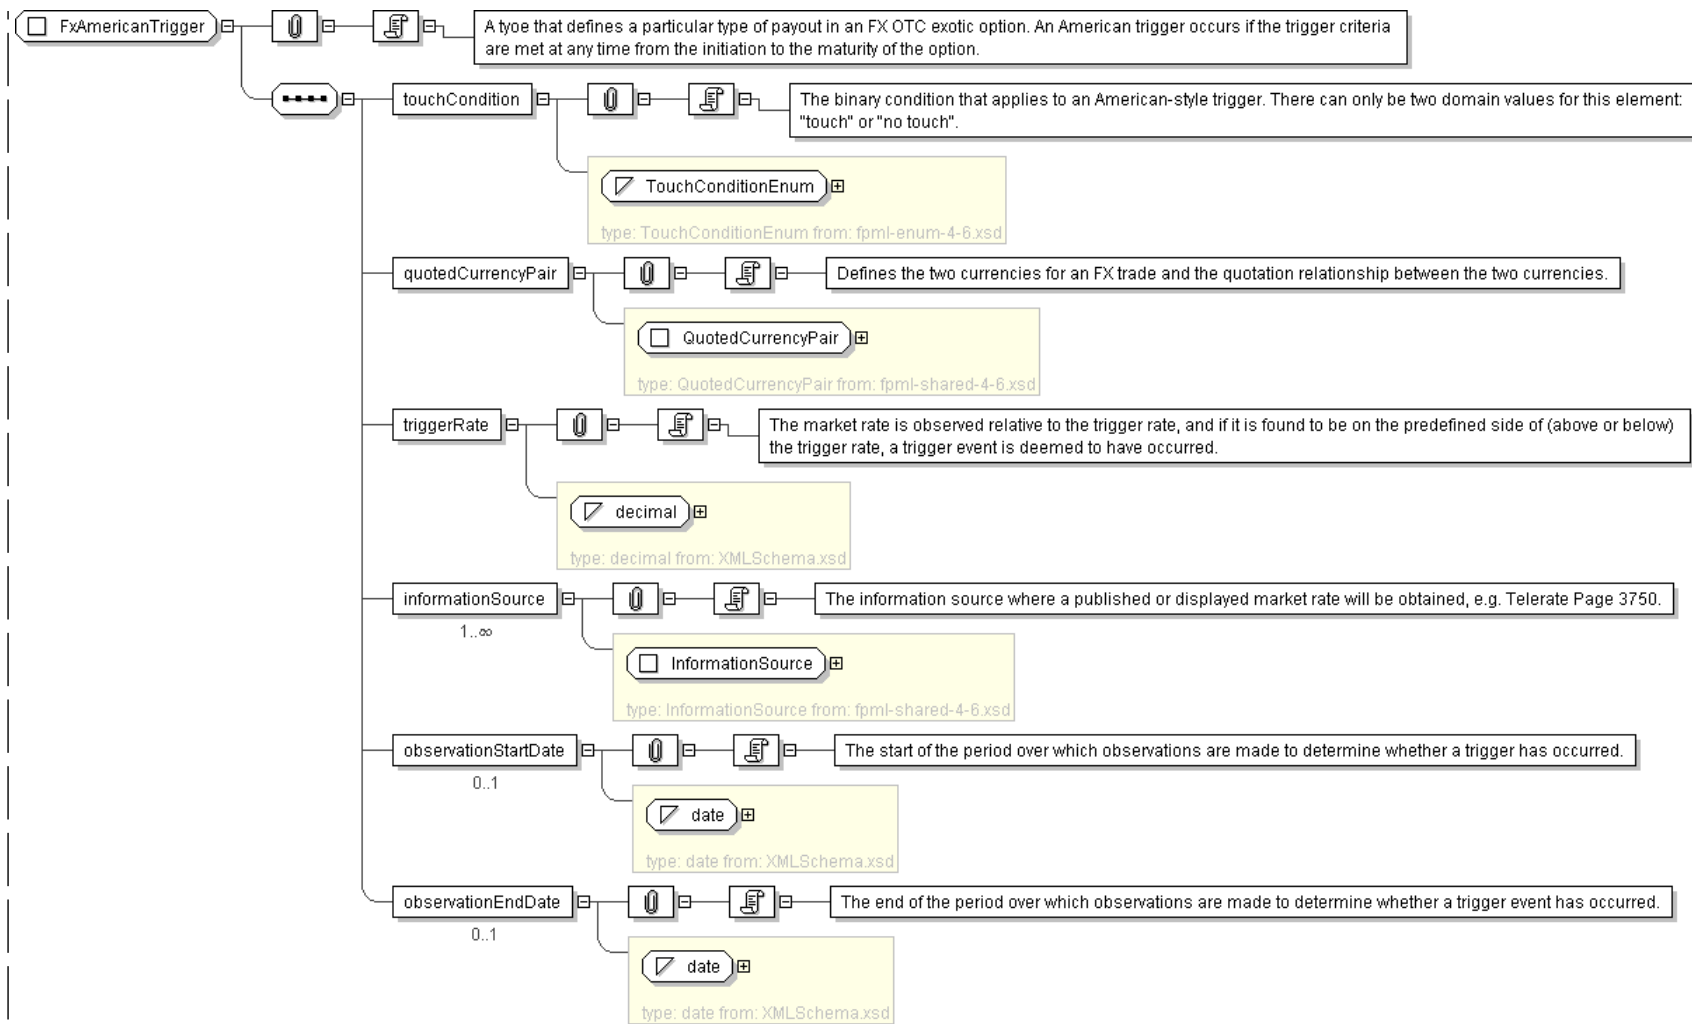 FxAmericanTrigger
A tyoe that defines a particular type of payout in an FX OTC exotic option. An American trigger occurs if the trigger criteria
are met at any time from the initiation to the maturity of the option.
touchCondition
The binary condition that applies to an American-style trigger. There can only be two domain values for this element:
"touch" or "no touch".
TouchConditionEnum
type: TouchConditionEnum from: fpml-enum-4-6.xsd
quotedCurrencyPair
Defines the two currencies for an FX trade and the quotation relationship between the two currencies.
QuotedCurrencyPair
type: QuotedCurrencyPair from: fpml-shared-4-6.xsd
triggerRate
The market rate is observed relative to the trigger rate, and if it is found to be on the predefined side of (above or below)
the trigger rate, a trigger event is deemed to have occurred.
decimal
type: decimal from: XMLSchema.xsd
informationSource
The information source where a published or displayed market rate will be obtained, e.g. Telerate Page 3750.
1..∞
InformationSource
type: InformationSource from: fpml-shared-4-6.xsd
observationStartDate
The start of the period over which observations are made to determine whether a trigger has occurred.
0..1
date
type: date from: XMLSchema.xsd
observationEndDate
The end of the period over which observations are made to determine whether a trigger event has occurred.
0..1
date
type: date from: XMLSchema.xsd